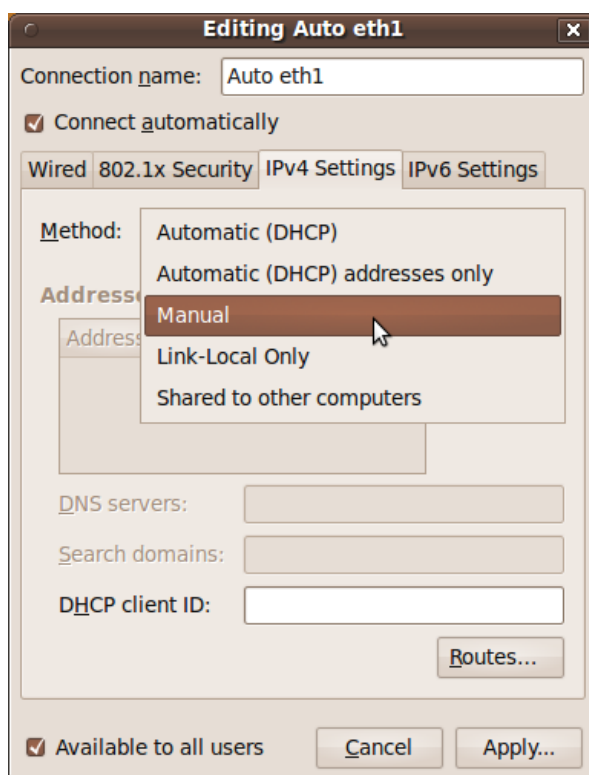 Editing Auto eth1
Connection name: Auto eth1
Connect automatically
Wired 802.1x Security IPv4 Settings IPv6 Settings
Method: Automatic (DHCP)
Automatic (DHCP) addresses only
Manual
Link-Local Only
Shared to other computers
DNS servers:
Search domains:
DHCP client ID:
Routes...
Available to all users Cancel Apply...